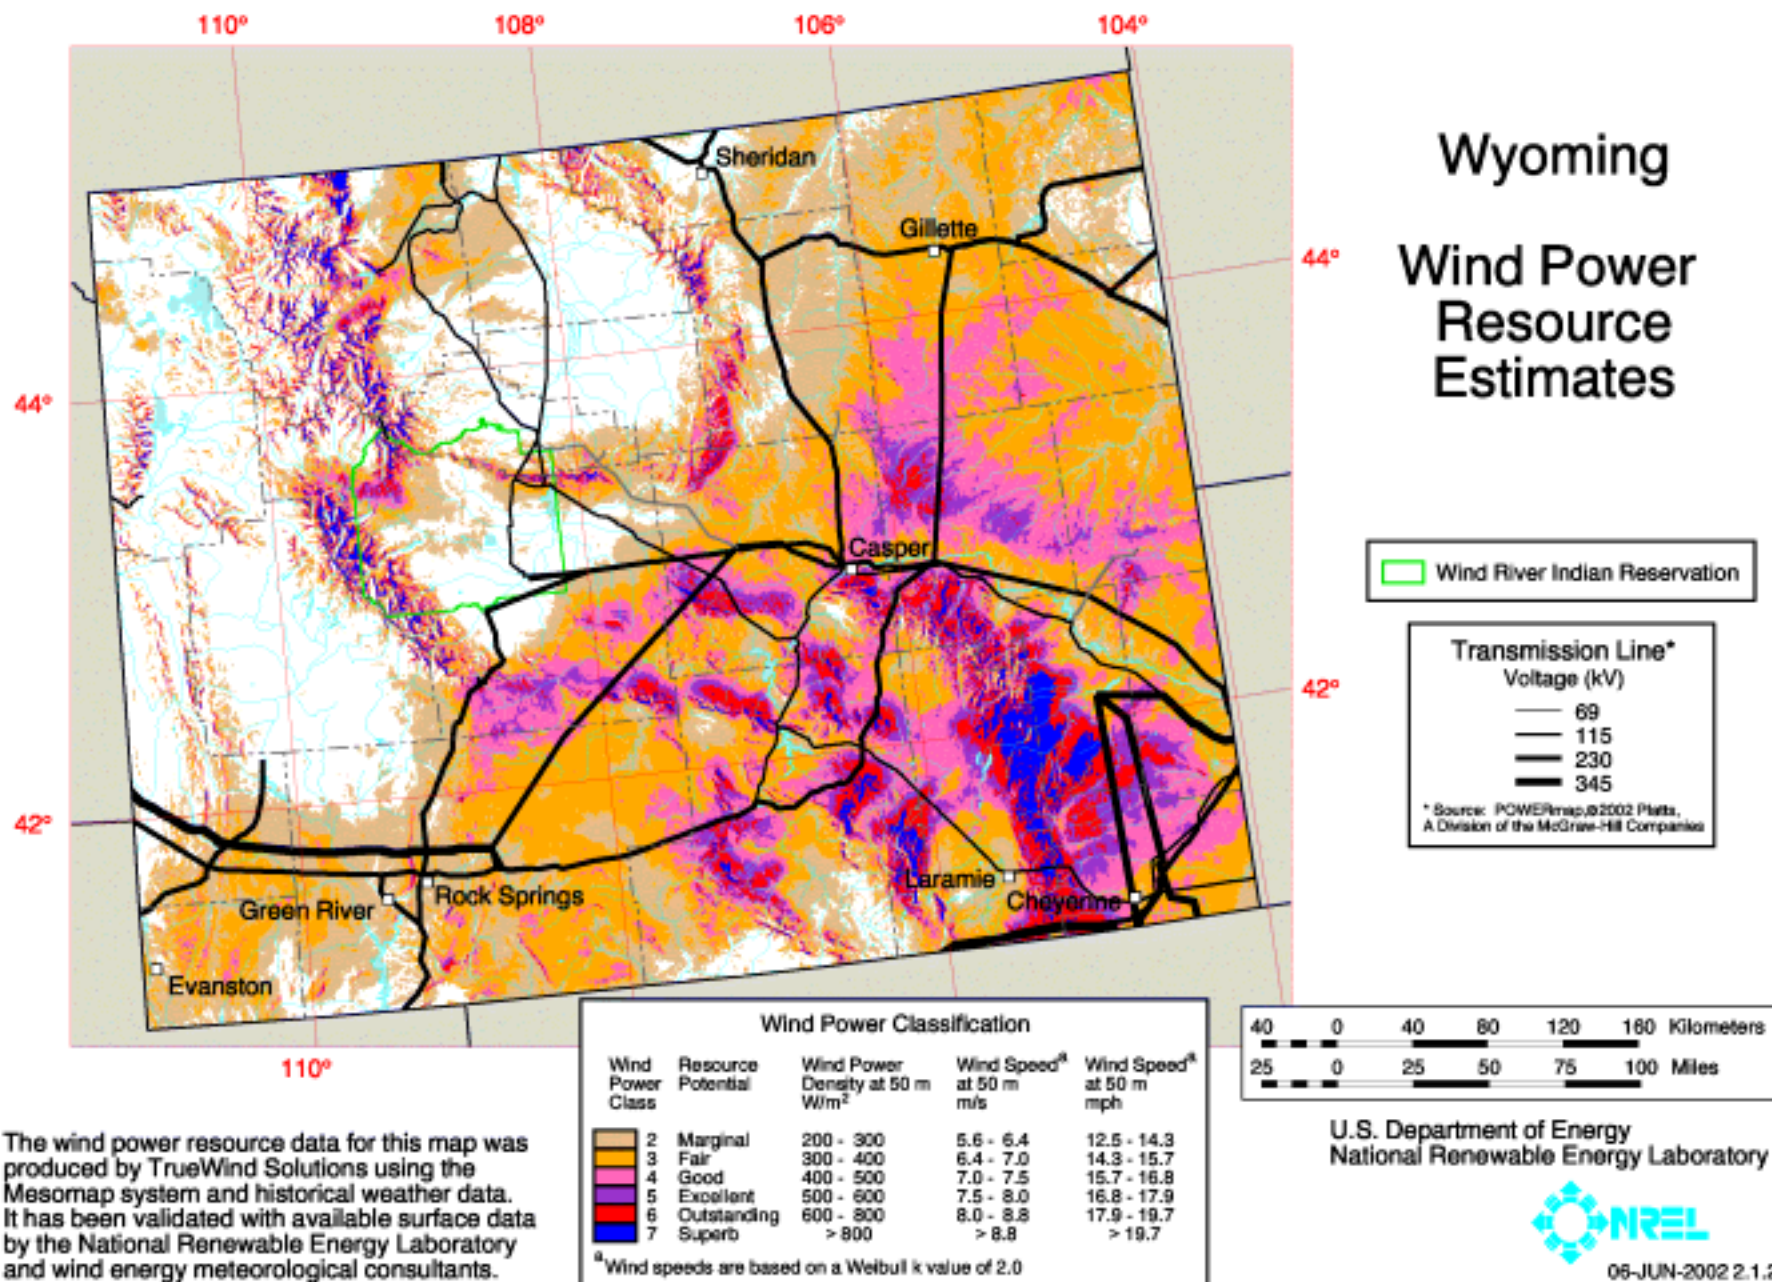 110°
108°
106°
104°
Wyoming
Wind Power
Resource
Estimates
Sheridan
Gillette
44°
44°
Casper
Wind River Indian Reservation
Transmission Line*
Voltage (kV)
69
115
230
345
* Source: POWERmap, ©2002 Platts,
A Division of the McGraw-Hill Companies
42°
42°
Laramie
Cheyenne
Rock Springs
Green River
Evanston
110°
Wind Power Classification
Wind Power Class Resource Potential Wind Power Density at 50 m W/m² Wind Speedᵃ at 50 m m/s Wind Speedᵃ at 50 m mph
2 Marginal 200 - 300 5.6 - 6.4 12.5 - 14.3
3 Fair 300 - 400 6.4 - 7.0 14.3 - 15.7
4 Good 400 - 500 7.0 - 7.5 15.7 - 16.8
5 Excellent 500 - 600 7.5 - 8.0 16.8 - 17.9
6 Outstanding 600 - 800 8.0 - 8.8 17.9 - 19.7
7 Superb > 800 > 8.8 > 19.7
ᵃ Wind speeds are based on a Weibull k value of 2.0
40 0 40 80 120 160 Kilometers
25 0 25 50 75 100 Miles
The wind power resource data for this map was
produced by TrueWind Solutions using the
Mesomap system and historical weather data.
It has been validated with available surface data
by the National Renewable Energy Laboratory
and wind energy meteorological consultants.
U.S. Department of Energy
National Renewable Energy Laboratory
NREL
06-JUN-2002 2.1.2